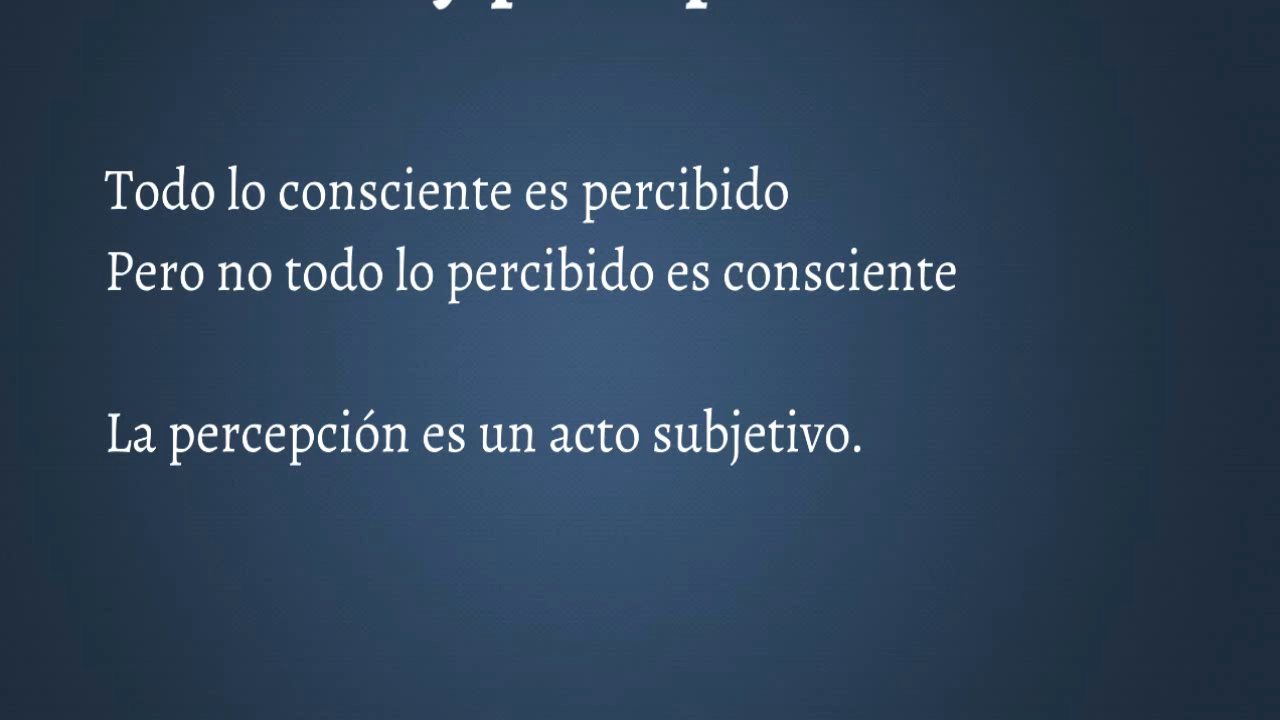 Todo lo consciente es percibido
Pero no todo lo percibido es consciente
La percepción es un acto subjetivo.